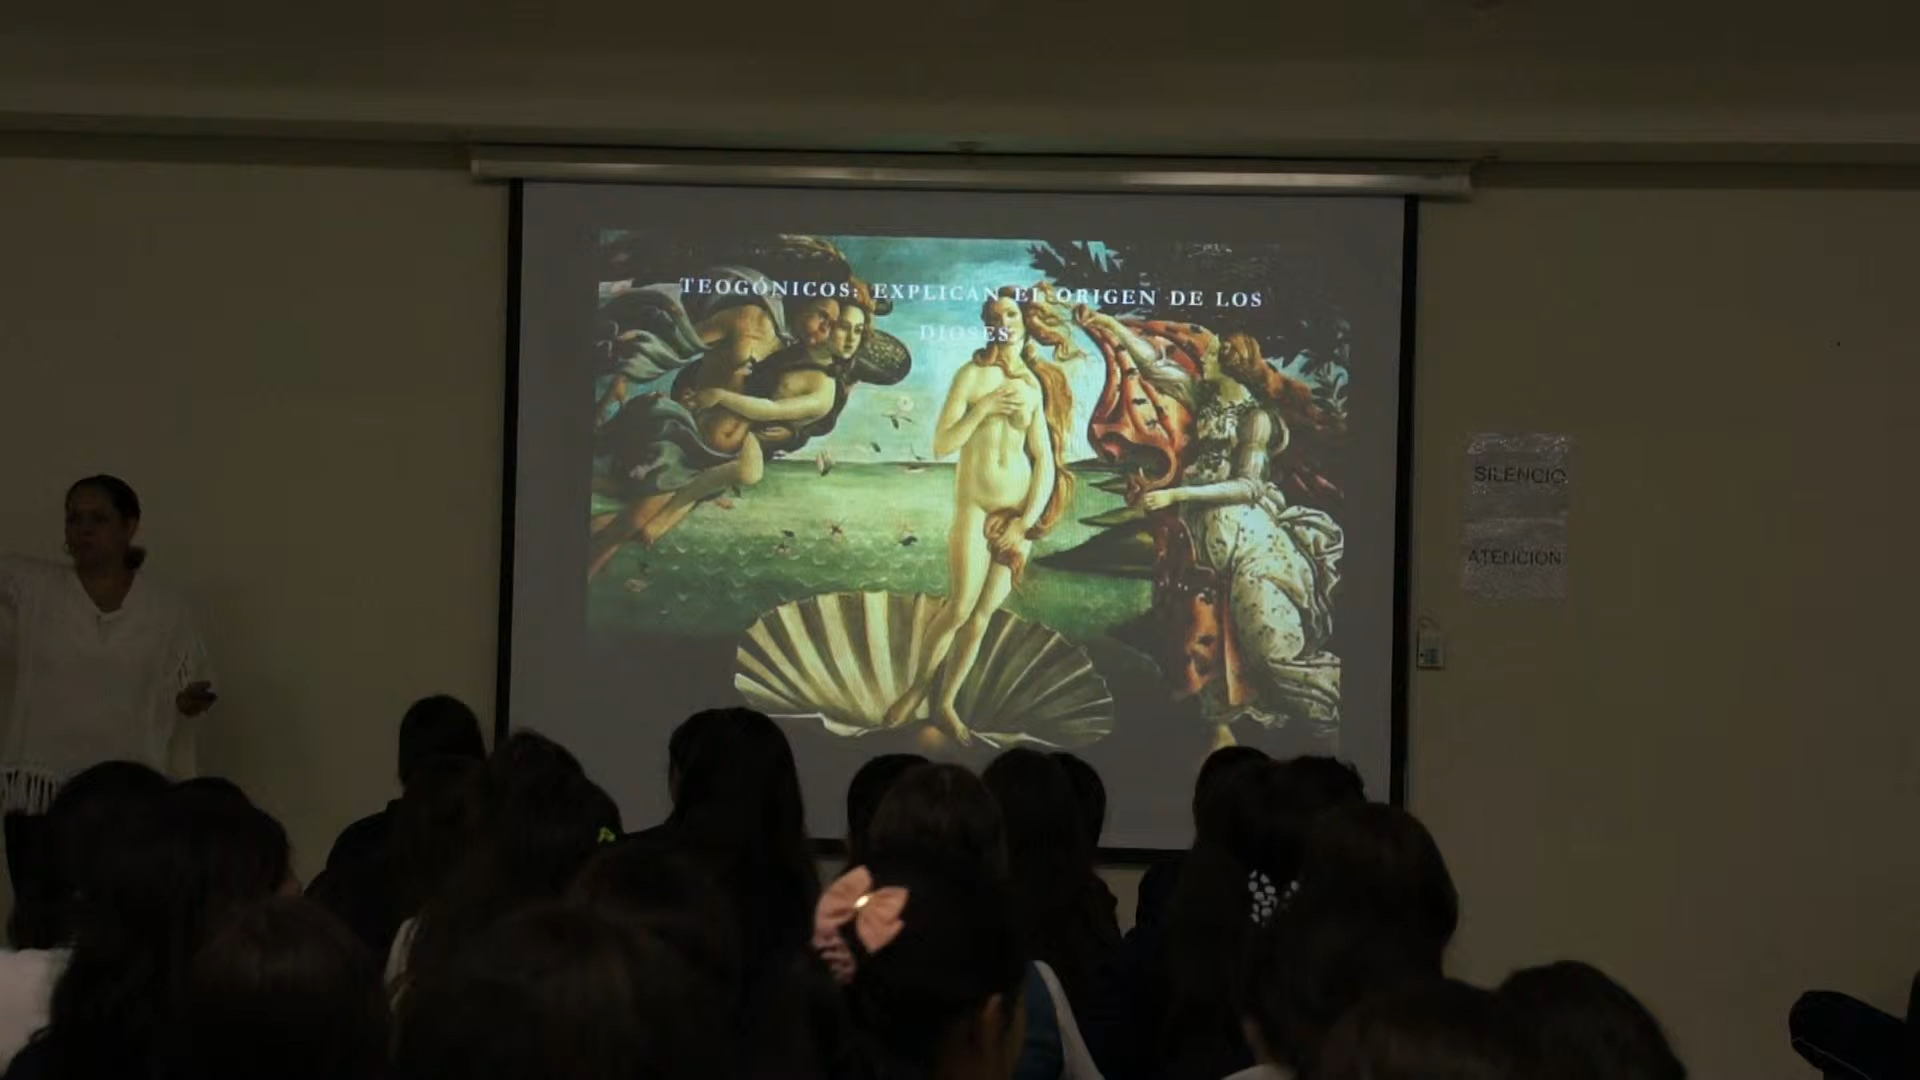 TEOGÓNICOS: EXPLICAN EL ORIGEN DE LOS
DIOSES.
SILENCIO
ATENCION